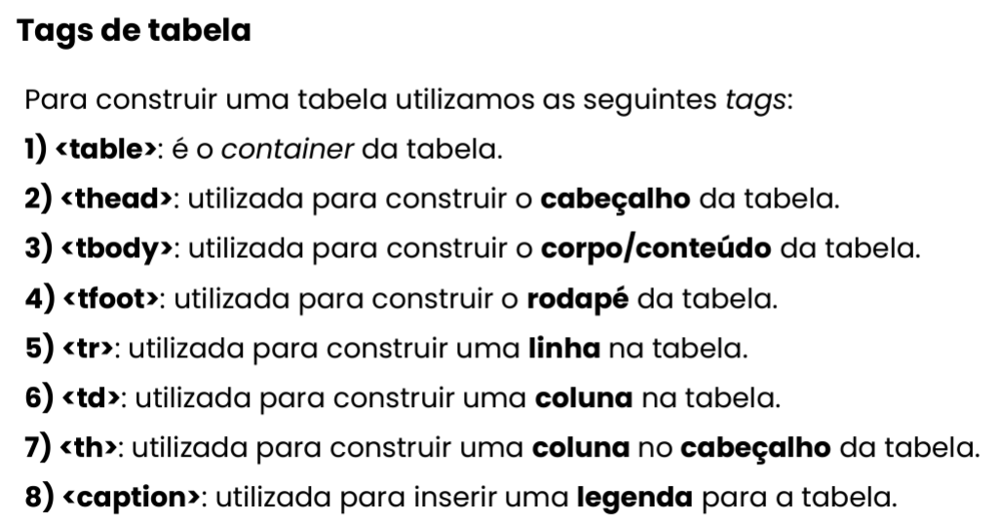 Tags de tabela
Para construir uma tabela utilizamos as seguintes tags:
1) <table>: é o container da tabela.
2) <thead>: utilizada para construir o cabeçalho da tabela.
3) <tbody>: utilizada para construir o corpo/conteúdo da tabela.
4) <tfoot>: utilizada para construir o rodapé da tabela.
5) <tr>: utilizada para construir uma linha na tabela.
6) <td>: utilizada para construir uma coluna na tabela.
7) <th>: utilizada para construir uma coluna no cabeçalho da tabela.
8) <caption>: utilizada para inserir uma legenda para a tabela.